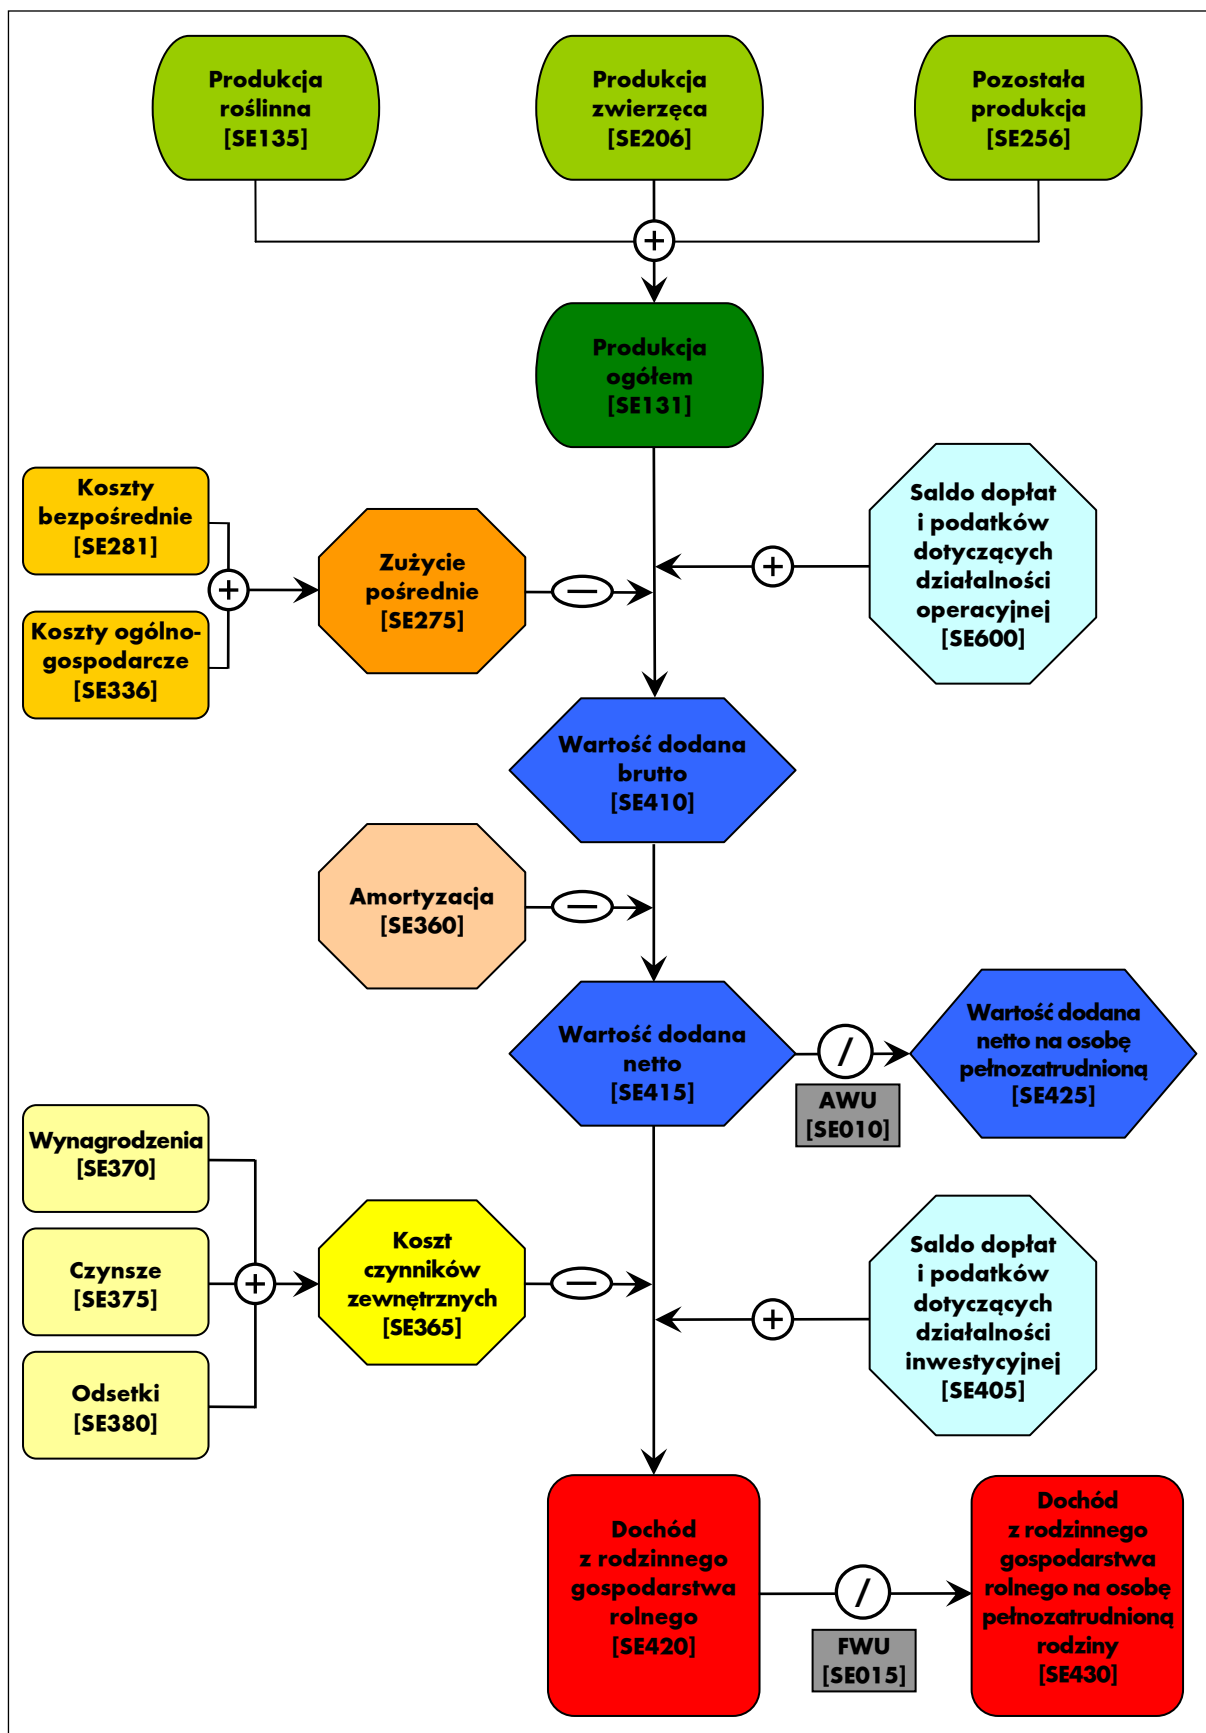 Produkcja
roślinna
[SE135]
Produkcja
zwierzęca
[SE206]
Pozostała
produkcja
[SE256]
+
Produkcja
ogółem
[SE131]
Koszty
bezpośrednie
[SE281]
Koszty ogólno-
gospodarcze
[SE336]
+
Zużycie
pośrednie
[SE275]
−
+
Saldo dopłat
i podatków
dotyczących
działalności
operacyjnej
[SE600]
Wartość dodana
brutto
[SE410]
Amortyzacja
[SE360]
−
Wartość dodana
netto
[SE415]
/
AWU
[SE010]
Wartość dodana
netto na osobę
pełnozatrudnioną
[SE425]
Wynagrodzenia
[SE370]
Czynsze
[SE375]
Odsetki
[SE380]
+
Koszt
czynników
zewnętrznych
[SE365]
−
+
Saldo dopłat
i podatków
dotyczących
działalności
inwestycyjnej
[SE405]
Dochód
z rodzinnego
gospodarstwa
rolnego
[SE420]
/
FWU
[SE015]
Dochód
z rodzinnego
gospodarstwa
rolnego na osobę
pełnozatrudnioną
rodziny
[SE430]